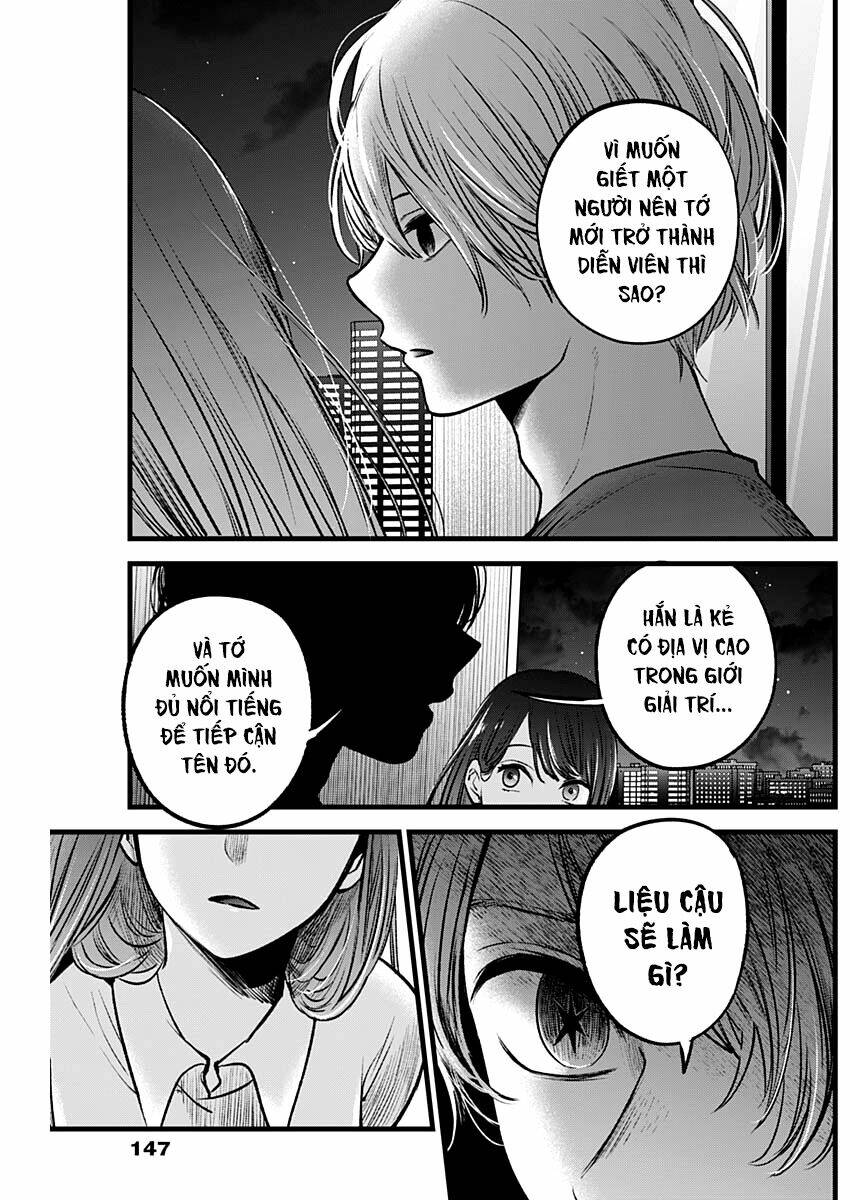 VÌ MUỐN
GIẾT MỘT
NGƯỜI NÊN TỚ
MỚI TRỞ THÀNH
DIỄN VIÊN THÌ
SAO?
HẮN LÀ KẺ
CÓ ĐỊA VỊ CAO
TRONG GIỚI
GIẢI TRÍ...
VÀ TỚ
MUỐN MÌNH
ĐỦ NỔI TIẾNG
ĐỂ TIẾP CẬN
TÊN ĐÓ.
LIỆU CẬU
SẼ LÀM
GÌ?
147